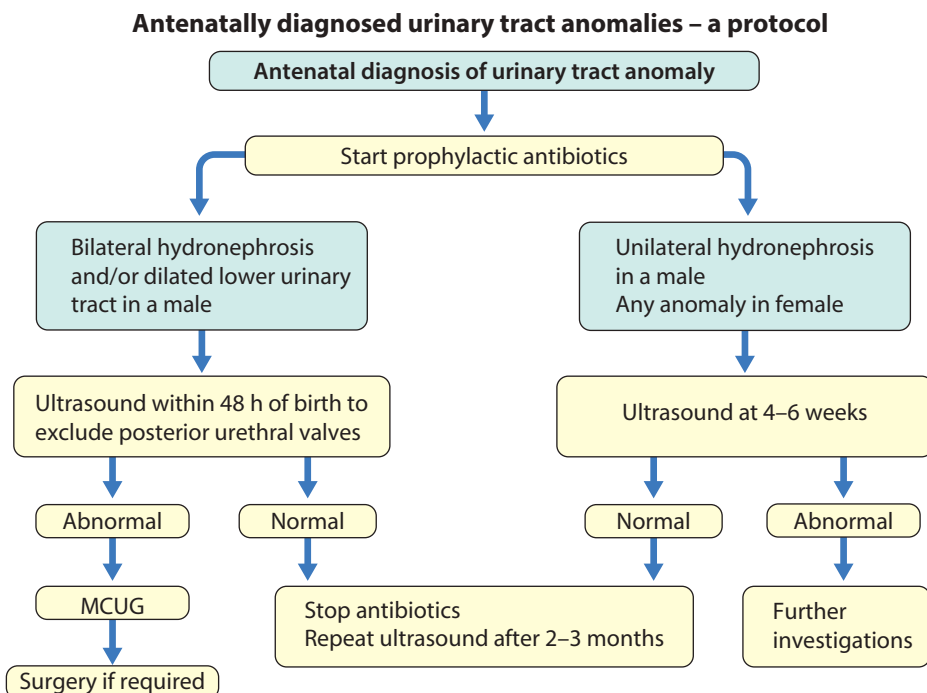 Antenatally diagnosed urinary tract anomalies – a protocol
Antenatal diagnosis of urinary tract anomaly
Start prophylactic antibiotics
Bilateral hydronephrosis
and/or dilated lower urinary
tract in a male
Unilateral hydronephrosis
in a male
Any anomaly in female
Ultrasound within 48 h of birth to
exclude posterior urethral valves
Ultrasound at 4–6 weeks
Abnormal
Normal
Normal
Abnormal
MCUG
Stop antibiotics
Repeat ultrasound after 2–3 months
Further
investigations
Surgery if required